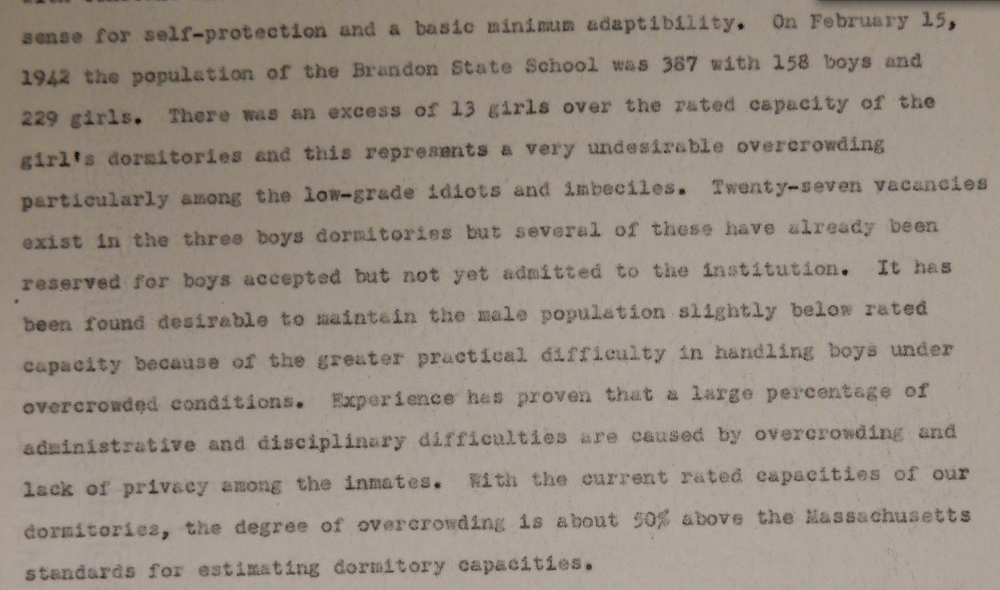 sense for self-protection and a basic minimum adaptibility. On February 15,
1942 the population of the Brandon State School was 387 with 158 boys and
229 girls. There was an excess of 13 girls over the rated capacity of the
girl's dormitories and this represents a very undesirable overcrowding
particularly among the low-grade idiots and imbeciles. Twenty-seven vacancies
exist in the three boys dormitories but several of these have already been
reserved for boys accepted but not yet admitted to the institution. It has
been found desirable to maintain the male population slightly below rated
capacity because of the greater practical difficulty in handling boys under
overcrowded conditions. Experience has proven that a large percentage of
administrative and disciplinary difficulties are caused by overcrowding and
lack of privacy among the inmates. With the current rated capacities of our
dormitories, the degree of overcrowding is about 50% above the Massachusetts
standards for estimating dormitory capacities.